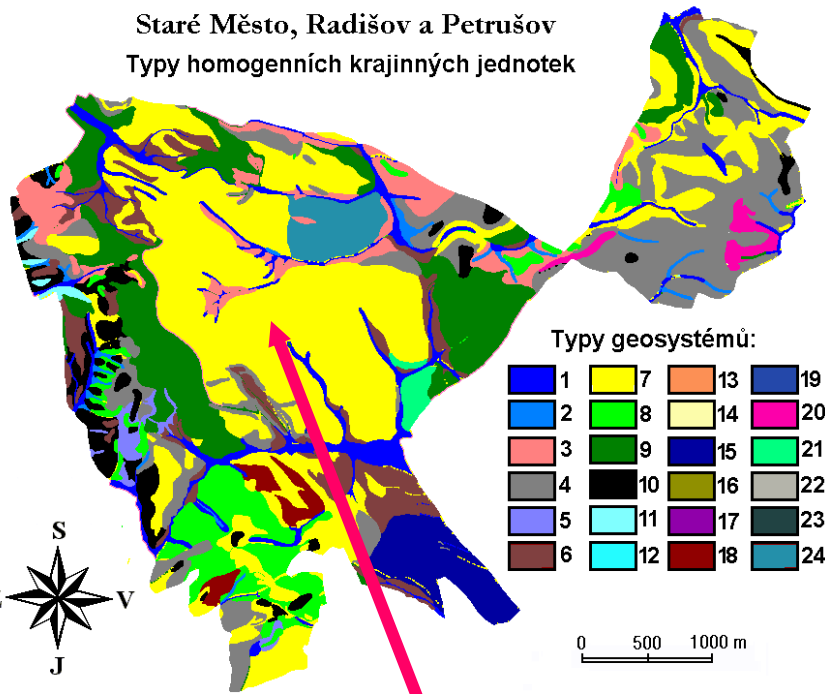 Staré Město, Radišov a Petrušov
Typy homogenních krajinných jednotek
Typy geosystémů:
1 7 13 19
2 8 14 20
3 9 15 21
4 10 16 22
5 11 17 23
6 12 18 24
S
V
J
0 500 1000 m